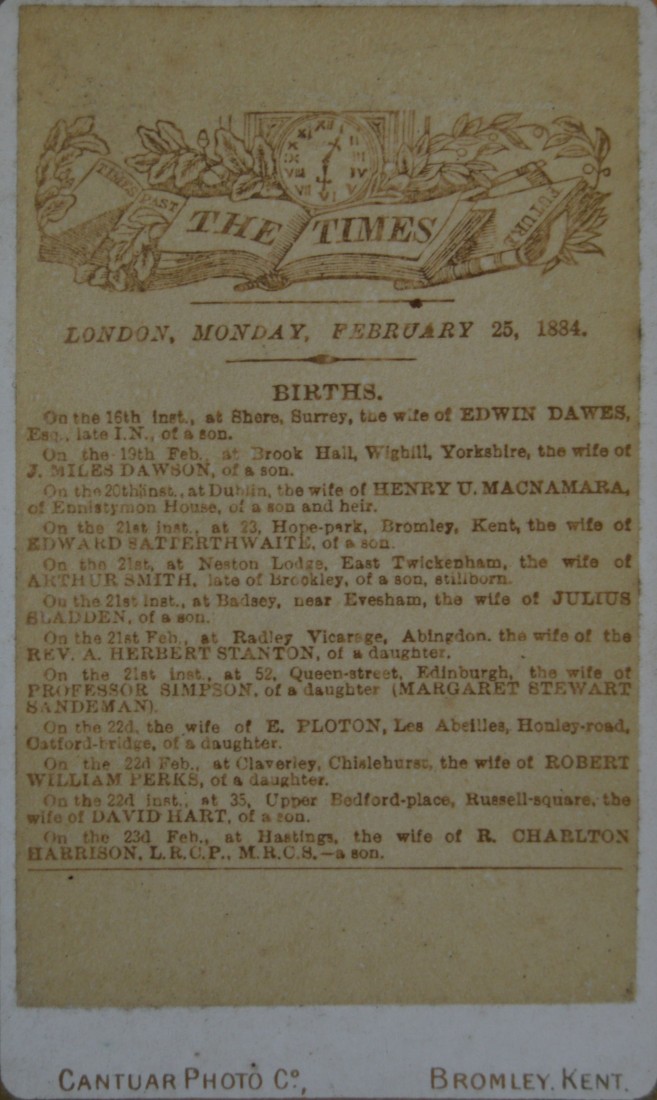 TIMES
PAST
THE TIMES
FUTURE
LONDON, MONDAY, FEBRUARY 25, 1884.
BIRTHS.
On the 16th inst., at Shere, Surrey, the wife of EDWIN DAWES,
Esq., late I.N., of a son.
On the 19th Feb., at Brook Hall, Wighill, Yorkshire, the wife of
J. MILES DAWSON, of a son.
On the 20th inst., at Dublin, the wife of HENRY U. MACNAMARA,
of Ennistymon House, of a son and heir.
On the 21st inst., at 23, Hope-park, Bromley, Kent, the wife of
EDWARD SATTERTHWAITE, of a son.
On the 21st, at Neston Lodge, East Twickenham, the wife of
ARTHUR SMITH, late of Brockley, of a son, stillborn.
On the 21st inst., at Badsey, near Evesham, the wife of JULIUS
SLADDEN, of a son.
On the 21st Feb., at Radley Vicarage, Abingdon, the wife of the
REV. A. HERBERT STANTON, of a daughter.
On the 21st inst., at 52, Queen-street, Edinburgh, the wife of
PROFESSOR SIMPSON, of a daughter (MARGARET STEWART
SANDEMAN).
On the 22d, the wife of E. PLOTON, Les Abeilles, Honley-road,
Catford-bridge, of a daughter.
On the 22d Feb., at Claverley, Chislehurst, the wife of ROBERT
WILLIAM PERKS, of a daughter.
On the 22d inst., at 35, Upper Bedford-place, Russell-square, the
wife of DAVID HART, of a son.
On the 23d Feb., at Hastings, the wife of R. CHARLTON
HARRISON, L.R.C.P., M.R.C.S.—a son.
CANTUAR PHOTO Co., BROMLEY. KENT.